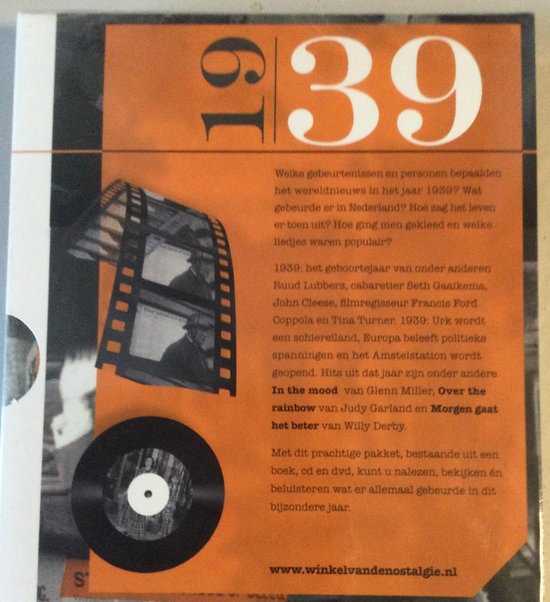 19 39
Welke gebeurtenissen en personen bepaalden
het wereldnieuws in het jaar 1939? Wat
gebeurde er in Nederland? Hoe zag het leven
er toen uit? Hoe ging men gekleed en welke
liedjes waren populair?
1939: het geboortejaar van onder anderen
Ruud Lubbers, cabaretier Seth Gaaikema,
John Cleese, filmregisseur Francis Ford
Coppola en Tina Turner. 1939: Urk wordt
een schiereiland, Europa beleeft politieke
spanningen en het Amstelstation wordt
geopend. Hits uit dat jaar zijn onder andere
In the mood van Glenn Miller, Over the
rainbow van Judy Garland en Morgen gaat
het beter van Willy Derby.
Met dit prachtige pakket, bestaande uit een
boek, cd en dvd, kunt u nalezen, bekijken én
beluisteren wat er allemaal gebeurde in dit
bijzondere jaar.
www.winkelvandenostalgie.nl